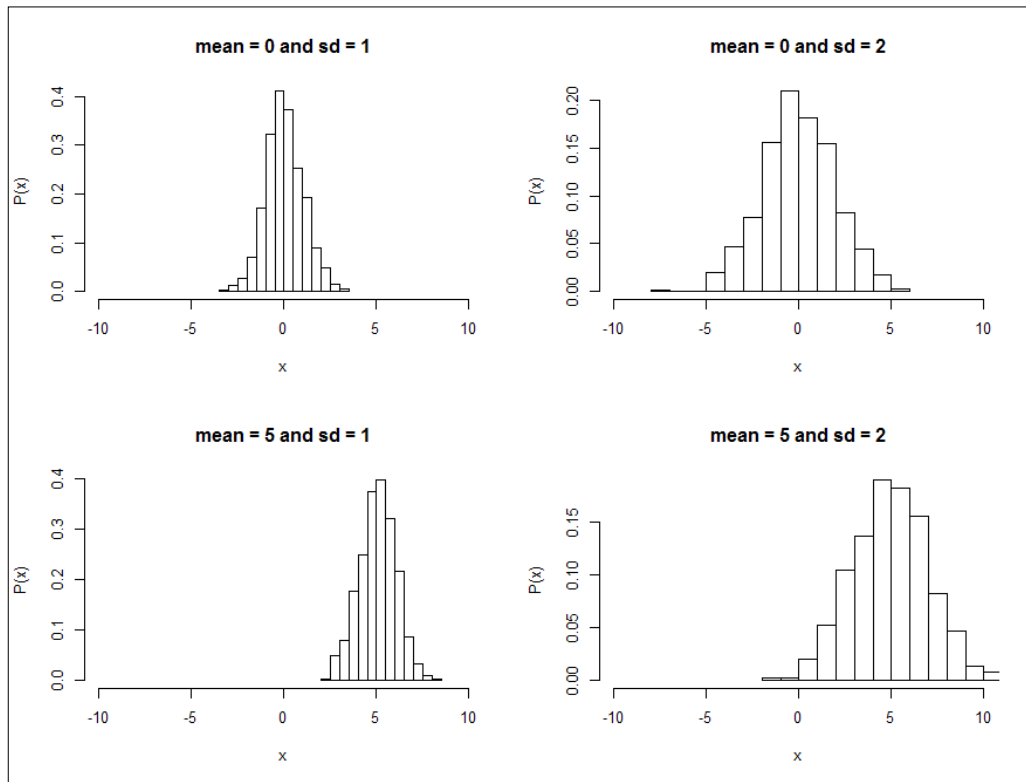 mean = 0 and sd = 1
P(x)
0.4
0.3
0.2
0.1
0.0
-10 -5 0 5 10
x
mean = 0 and sd = 2
P(x)
0.20
0.15
0.10
0.05
0.00
-10 -5 0 5 10
x
mean = 5 and sd = 1
P(x)
0.4
0.3
0.2
0.1
0.0
-10 -5 0 5 10
x
mean = 5 and sd = 2
P(x)
0.15
0.10
0.05
0.00
-10 -5 0 5 10
x